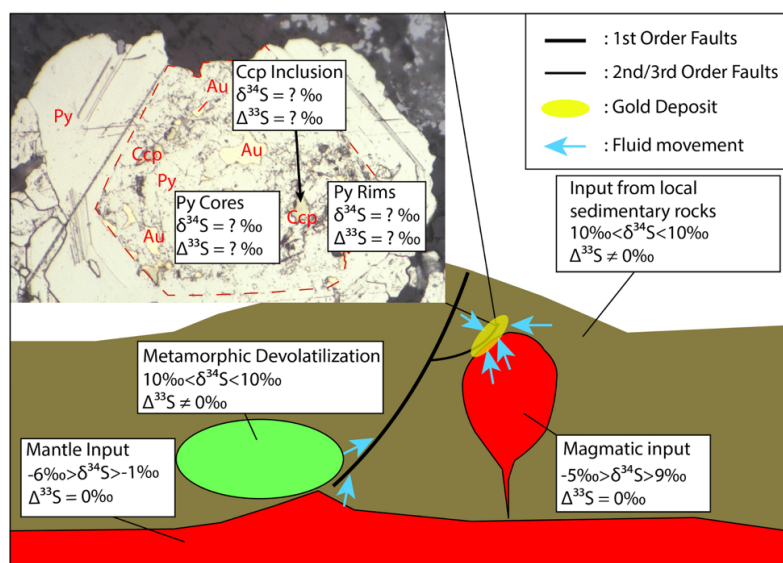 Ccp Inclusion
δ³⁴S = ? ‰
Δ³³S = ? ‰
Au
Py
Ccp
Au
Py
Py Cores
δ³⁴S = ? ‰
Δ³³S = ? ‰
Au
Ccp
Py Rims
δ³⁴S = ? ‰
Δ³³S = ? ‰
: 1st Order Faults
: 2nd/3rd Order Faults
: Gold Deposit
: Fluid movement
Input from local
sedimentary rocks
10‰<δ³⁴S<10‰
Δ³³S ≠ 0‰
Metamorphic Devolatilization
10‰<δ³⁴S<10‰
Δ³³S ≠ 0‰
Mantle Input
-6‰>δ³⁴S>-1‰
Δ³³S = 0‰
Magmatic input
-5‰>δ³⁴S>9‰
Δ³³S = 0‰